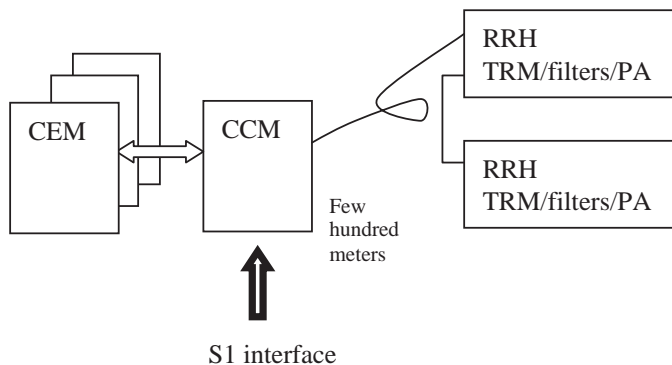 CEM
CCM
RRH
TRM/filters/PA
RRH
TRM/filters/PA
Few
hundred
meters
S1 interface